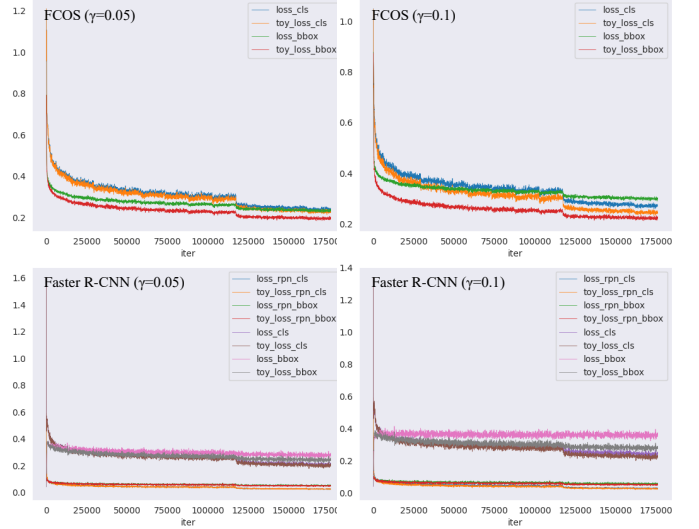 FCOS (γ=0.05)
loss_cls
toy_loss_cls
loss_bbox
toy_loss_bbox
1.2
1.0
0.8
0.6
0.4
0.2
0 25000 50000 75000 100000 125000 150000 17500
iter
FCOS (γ=0.1)
loss_cls
toy_loss_cls
loss_bbox
toy_loss_bbox
1.0
0.8
0.6
0.4
0.2
0 25000 50000 75000 100000 125000 150000 175000
iter
Faster R-CNN (γ=0.05)
loss_rpn_cls
toy_loss_rpn_cls
loss_rpn_bbox
toy_loss_rpn_bbox
loss_cls
toy_loss_cls
loss_bbox
toy_loss_bbox
1.6
1.4
1.2
1.0
0.8
0.6
0.4
0.2
0.0
0 25000 50000 75000 100000 125000 150000 17500
iter
Faster R-CNN (γ=0.1)
loss_rpn_cls
toy_loss_rpn_cls
loss_rpn_bbox
toy_loss_rpn_bbox
loss_cls
toy_loss_cls
loss_bbox
toy_loss_bbox
1.4
1.2
1.0
0.8
0.6
0.4
0.2
0.0
0 25000 50000 75000 100000 125000 150000 175000
iter